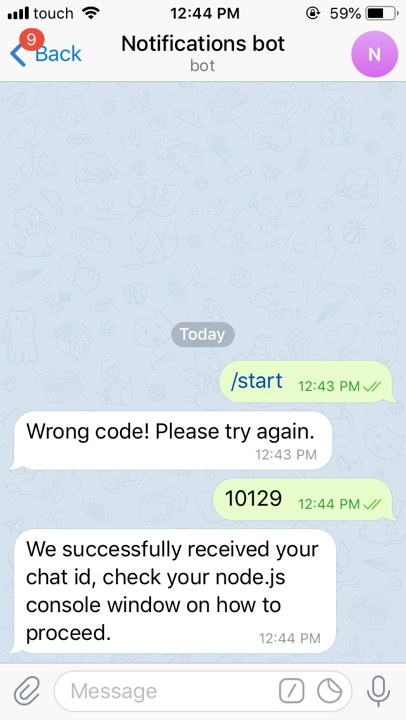 touch 12:44 PM 59%
9
Back
Notifications bot
bot
N
Today
/start 12:43 PM
Wrong code! Please try again.
12:43 PM
10129 12:44 PM
We successfully received your
chat id, check your node.js
console window on how to
proceed. 12:44 PM
Message